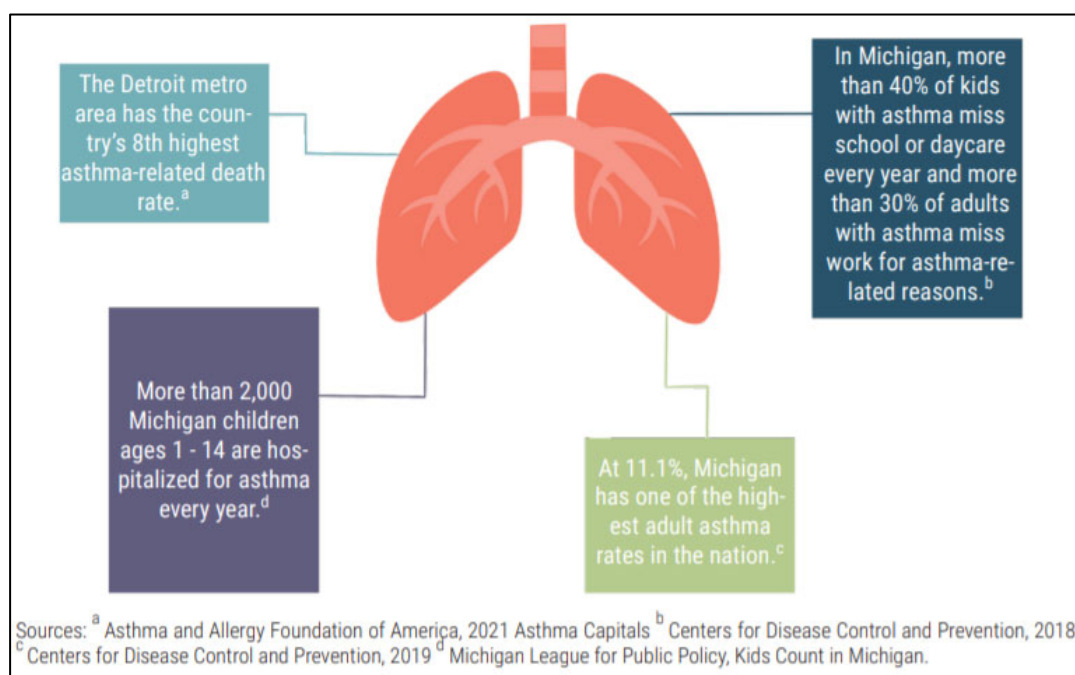 The Detroit metro
area has the coun-
try's 8th highest
asthma-related death
rate.a
In Michigan, more
than 40% of kids
with asthma miss
school or daycare
every year and more
than 30% of adults
with asthma miss
work for asthma-re-
lated reasons.b
More than 2,000
Michigan children
ages 1 - 14 are hos-
pitalized for asthma
every year.d
At 11.1%, Michigan
has one of the high-
est adult asthma
rates in the nation.c
Sources: a Asthma and Allergy Foundation of America, 2021 Asthma Capitals b Centers for Disease Control and Prevention, 2018
c Centers for Disease Control and Prevention, 2019 d Michigan League for Public Policy, Kids Count in Michigan.